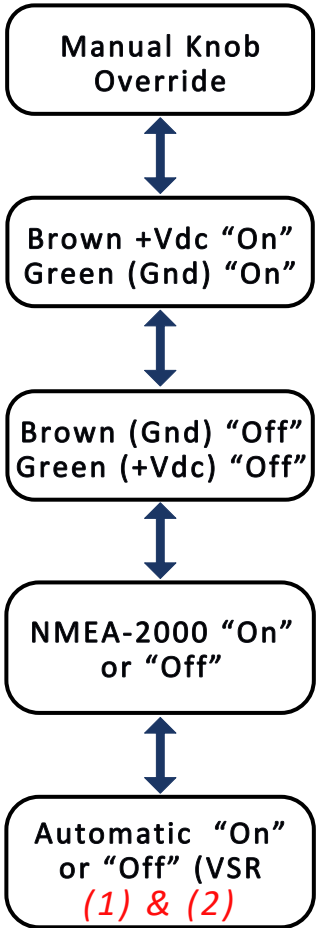 Manual Knob
Override
Brown +Vdc “On”
Green (Gnd) “On”
Brown (Gnd) “Off”
Green (+Vdc) “Off”
NMEA-2000 “On”
or “Off”
Automatic “On”
or “Off” (VSR
(1) & (2)